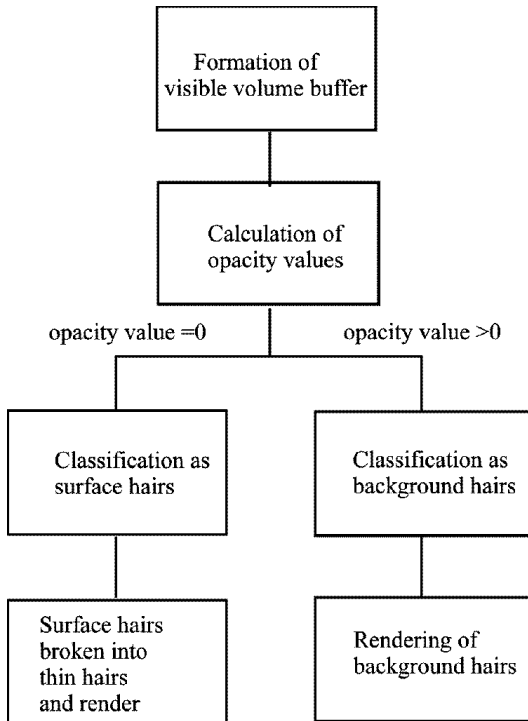 Formation of
visible volume buffer
Calculation of
opacity values
opacity value =0
opacity value >0
Classification as
surface hairs
Classification as
background hairs
Surface hairs
broken into
thin hairs
and render
Rendering of
background hairs